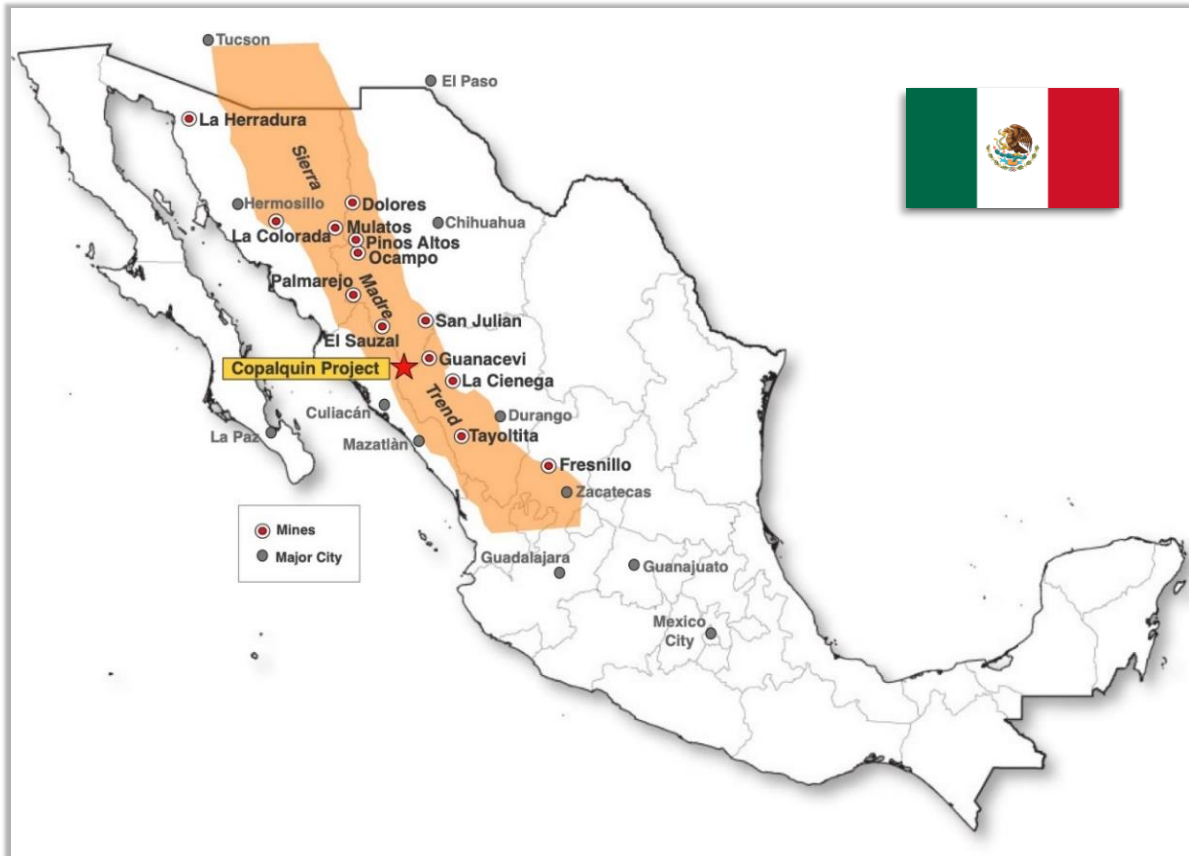 Tucson
El Paso
La Herradura
Sierra
Hermosillo
Dolores
Chihuahua
La Colorada
Mulatos
Pinos Altos
Ocampo
Palmarejo
Madre
San Julian
El Sauzal
Guanacevi
Copalquin Project
La Cienega
Trend
Culiacán
Durango
La Paz
Mazatlàn
Tayoltita
Fresnillo
Zacatecas
Mines
Major City
Guadalajara
Guanajuato
Mexico
City